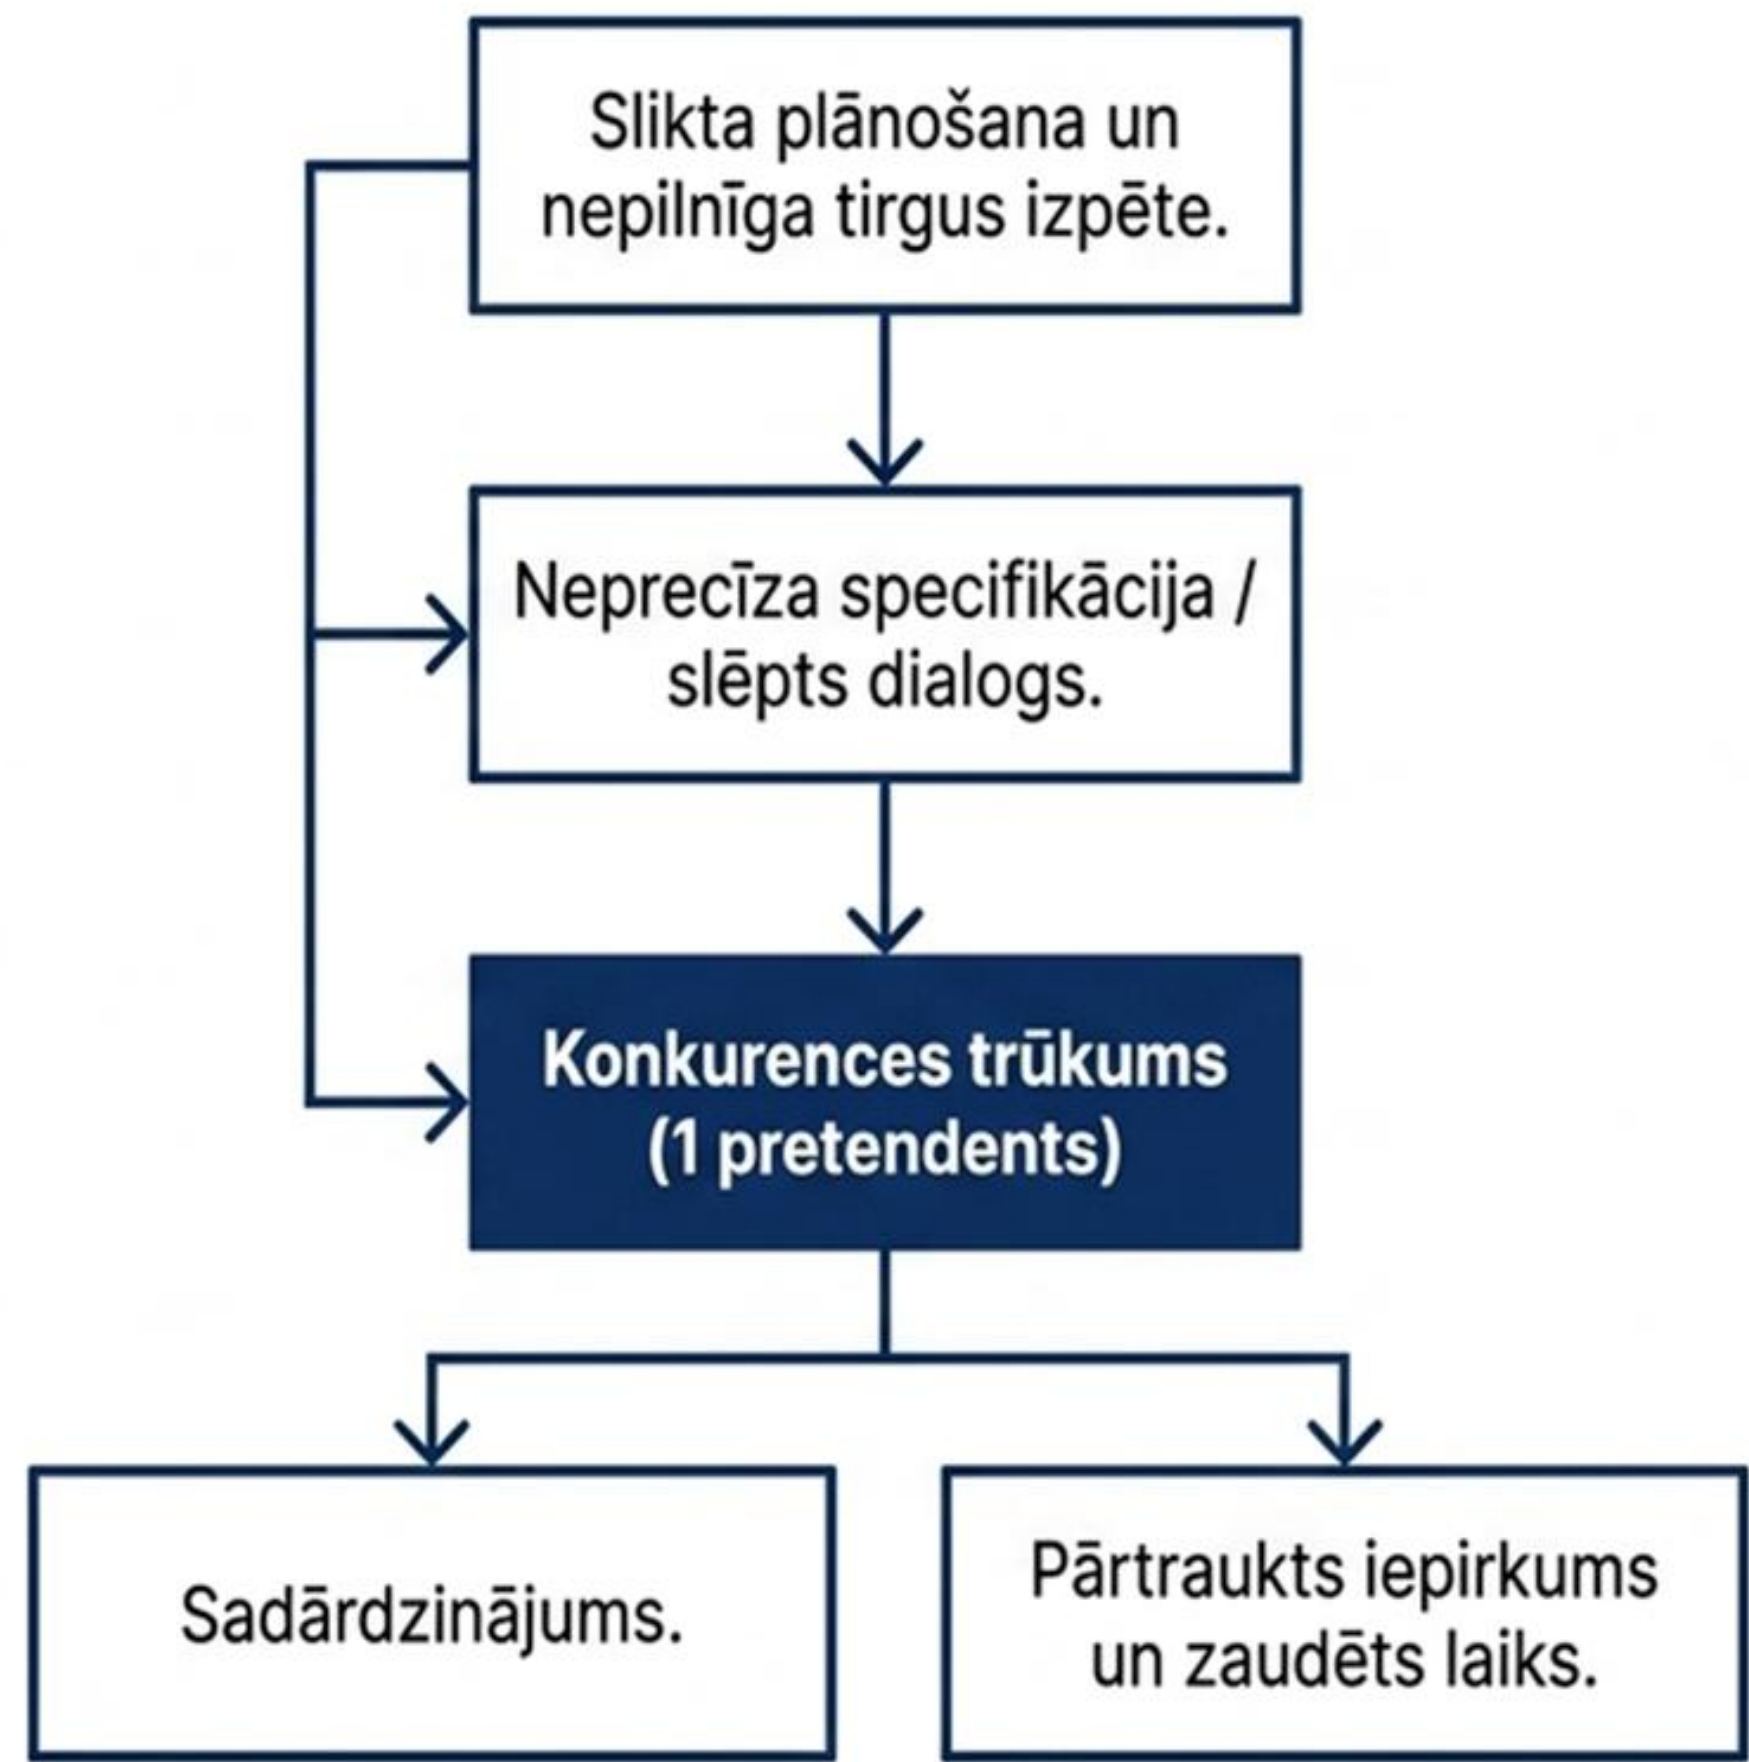 Slikta plānošana un
nepilnīga tirgus izpēte.
Neprecīza specifikācija /
slēpts dialogs.
Konkurences trūkums
(1 pretendents)
Sadārdzinājums.
Pārtraukts iepirkums
un zaudēts laiks.